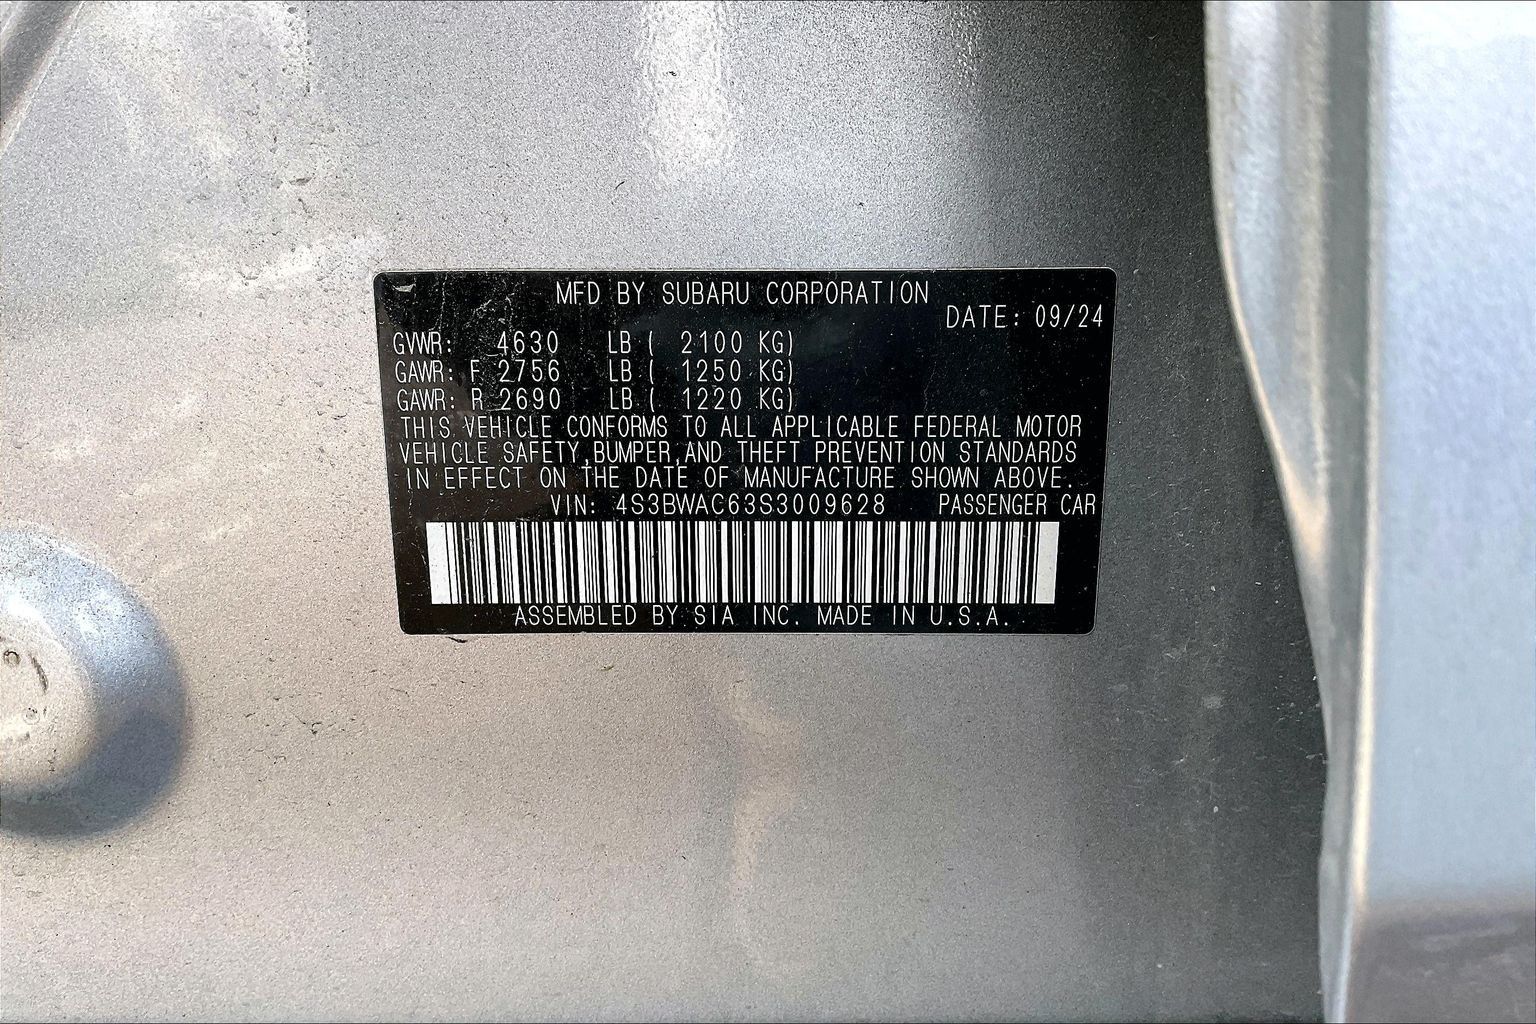 MFD BY SUBARU CORPORATION
DATE: 09/24
GVWR: 4630 LB ( 2100 KG)
GAWR: F 2756 LB ( 1250 KG)
GAWR: R 2690 LB ( 1220 KG)
THIS VEHICLE CONFORMS TO ALL APPLICABLE FEDERAL MOTOR
VEHICLE SAFETY,BUMPER,AND THEFT PREVENTION STANDARDS
IN EFFECT ON THE DATE OF MANUFACTURE SHOWN ABOVE.
VIN: 4S3BWAC63S3009628 PASSENGER CAR
ASSEMBLED BY SIA INC. MADE IN U.S.A.